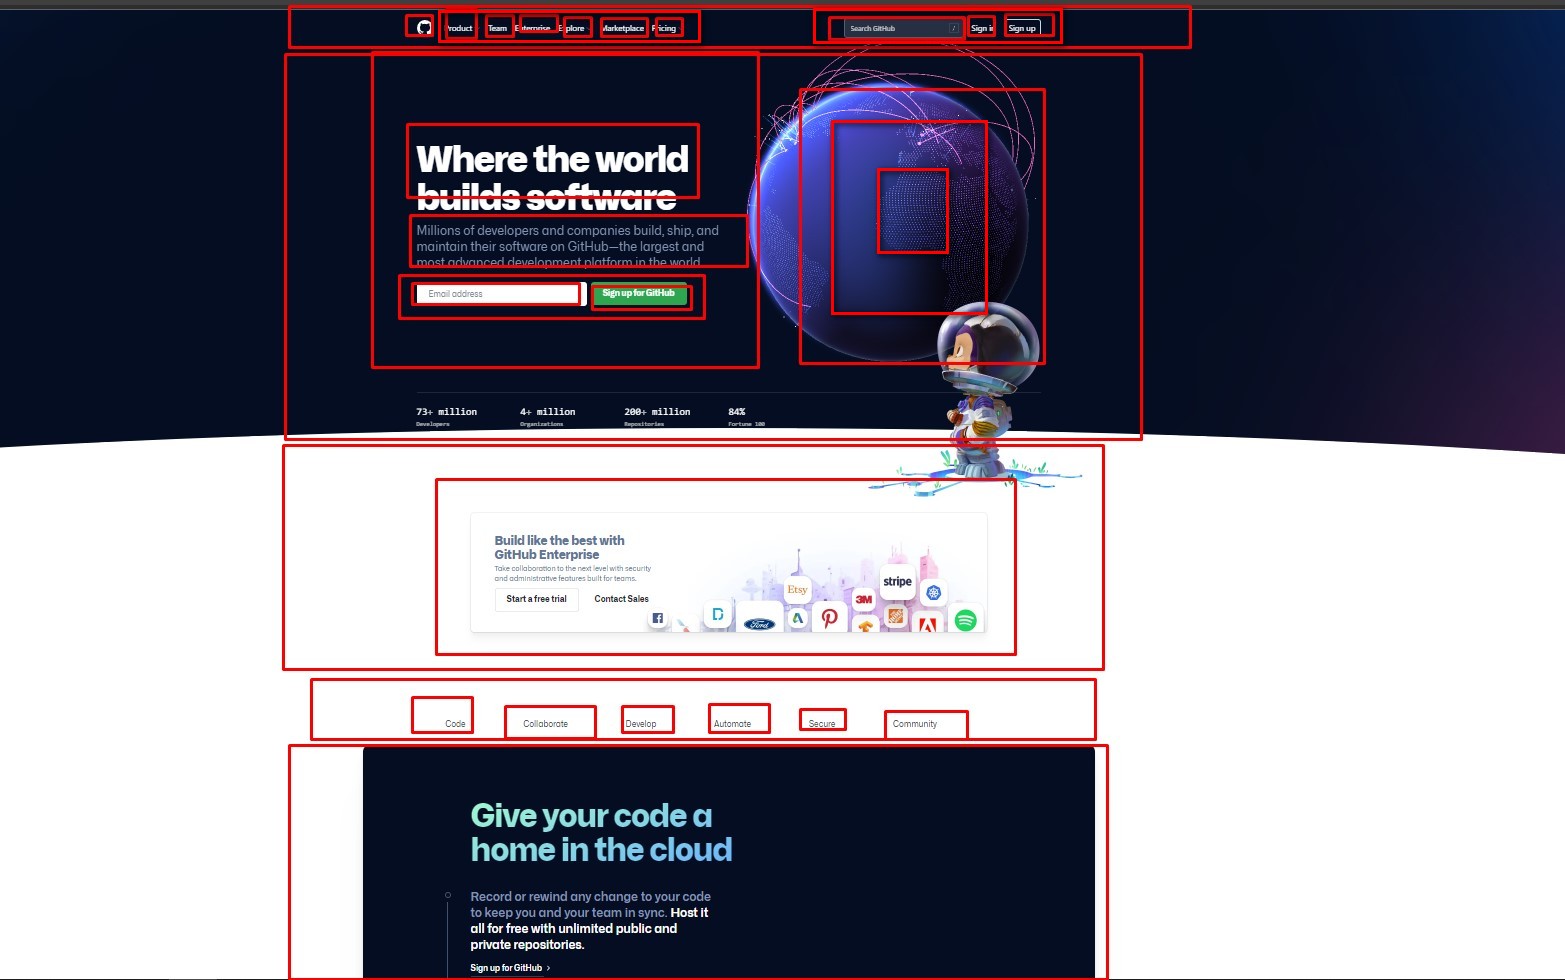 Product Team Enterprise Explore Marketplace Pricing Search GitHub / Sign in Sign up
Where the world
builds software
Millions of developers and companies build, ship, and
maintain their software on GitHub—the largest and
most advanced development platform in the world.
Email address Sign up for GitHub
73+ million 4+ million 200+ million 84%
Developers Organizations Repositories Fortune 100
Build like the best with
GitHub Enterprise
Take collaboration to the next level with security
and administrative features built for teams.
Start a free trial Contact Sales
stripe
Etsy
3M
Ford
Code Collaborate Develop Automate Secure Community
Give your code a
home in the cloud
Record or rewind any change to your code
to keep you and your team in sync. Host it
all for free with unlimited public and
private repositories.
Sign up for GitHub ›